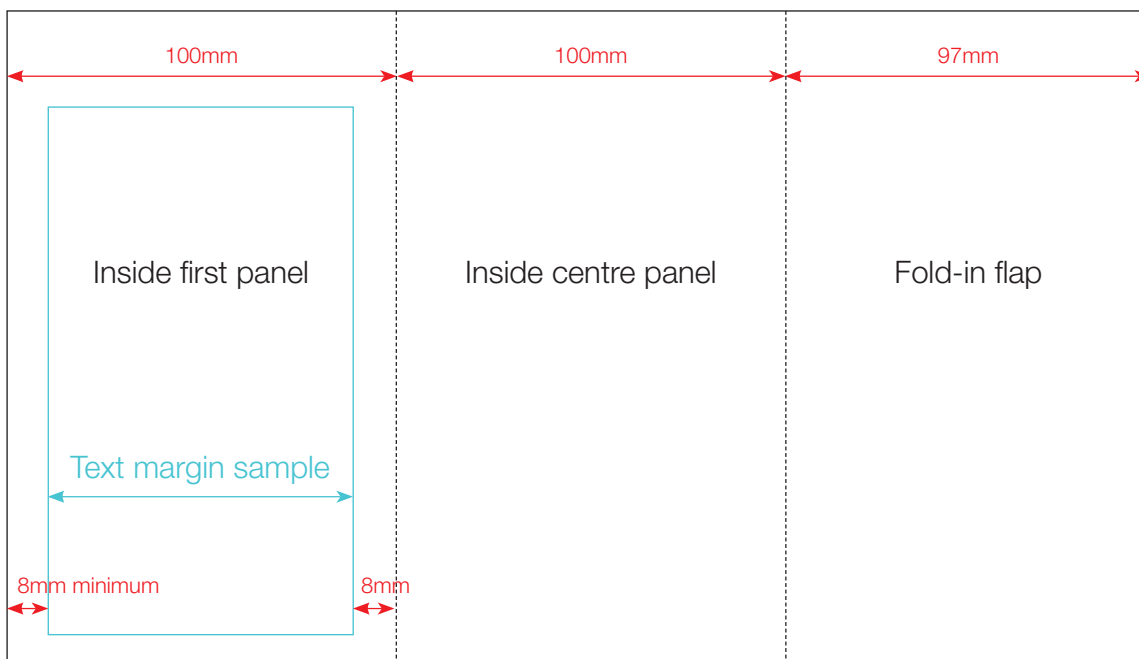 100mm
100mm
97mm
Inside first panel
Inside centre panel
Fold-in flap
Text margin sample
8mm minimum
8mm